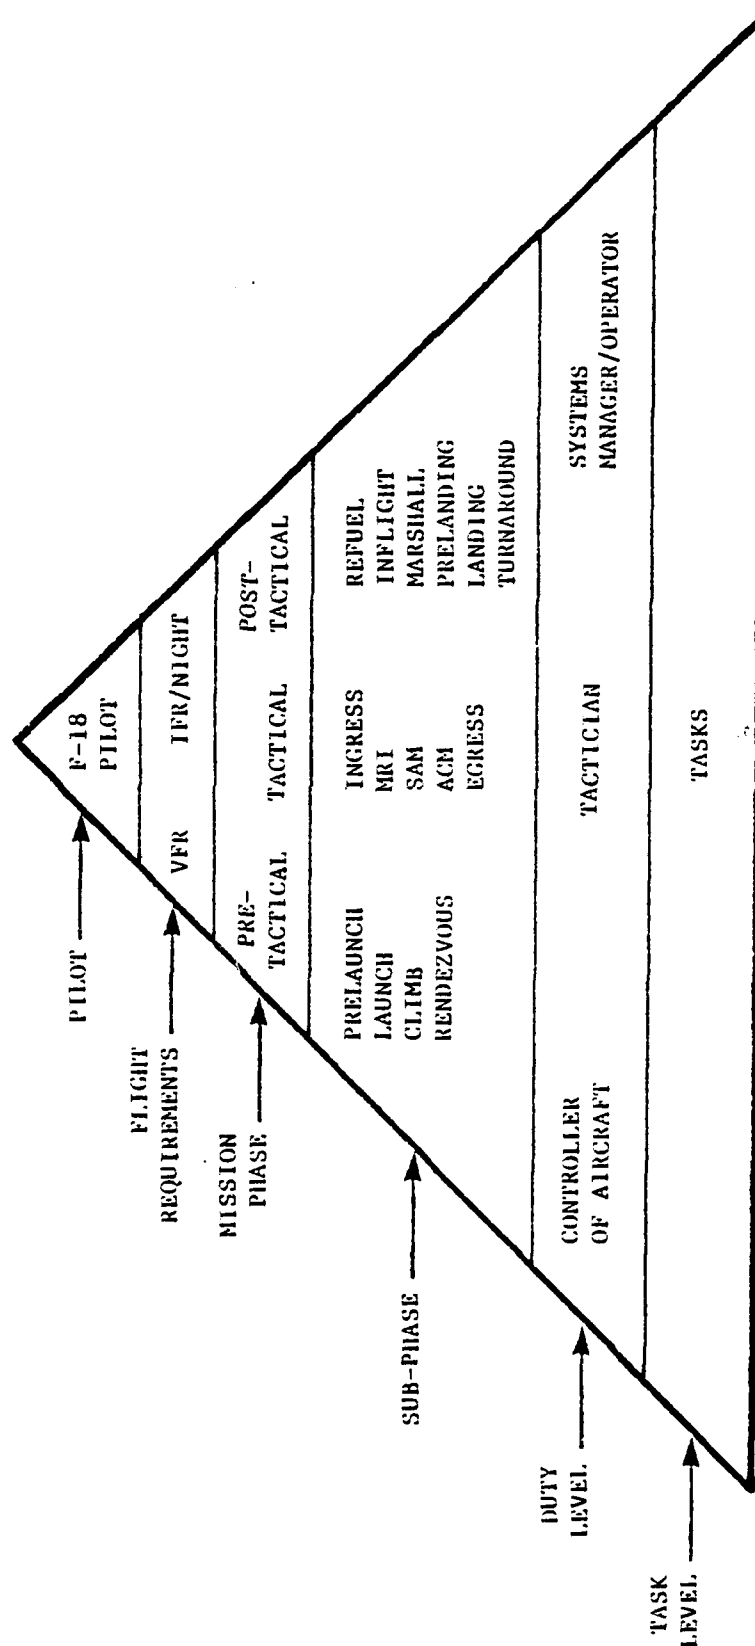 PILOT
F-18
PILOT
FLIGHT
REQUIREMENTS
VFR
IFR/NIGHT
MISSION
PHASE
PRE-
TACTICAL
TACTICAL
POST-
TACTICAL
SUB-PHASE
PRELAUNCH
LAUNCH
CLIMB
RENDEZVOUS
INGRESS
MRI
SAM
ACM
EGRESS
REFUEL
INFLIGHT
MARSHALL
PRELANDING
LANDING
TURNAROUND
DUTY
LEVEL
CONTROLLER
OF AIRCRAFT
TACTICIAN
SYSTEMS
MANAGER/OPERATOR
TASK
LEVEL
TASKS